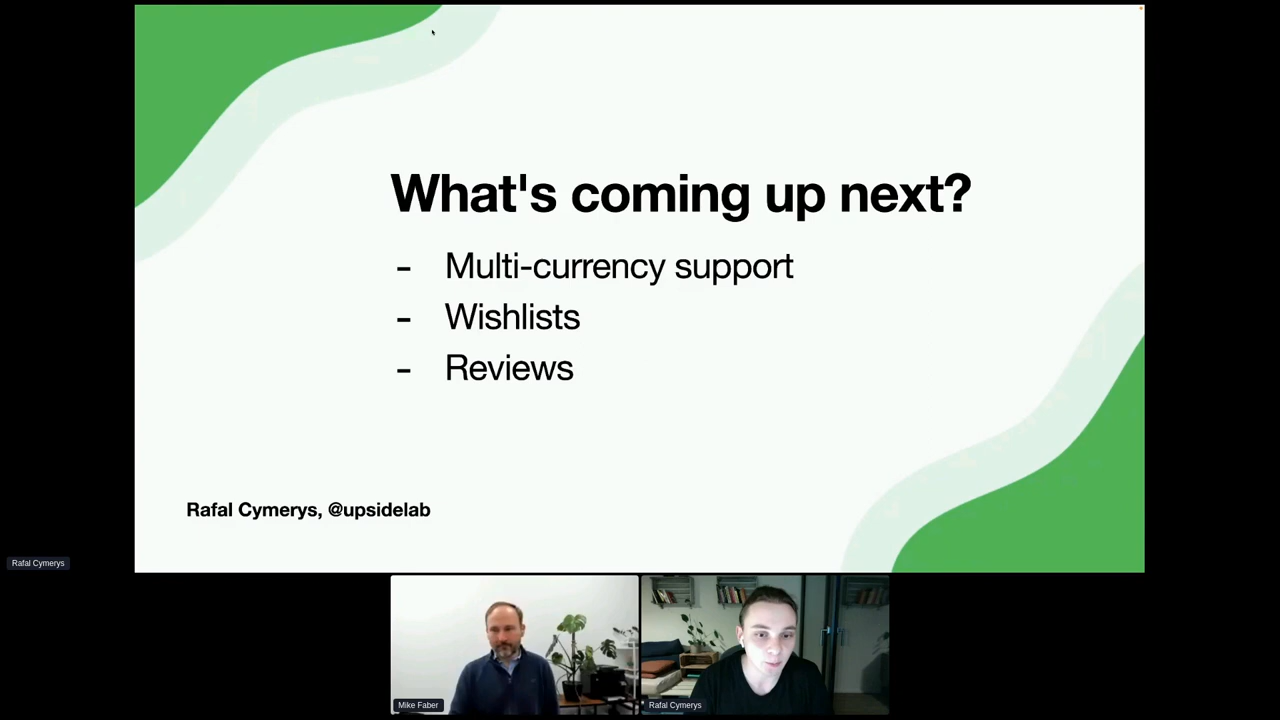 What's coming up next?
- Multi-currency support
- Wishlists
- Reviews
Rafal Cymerys, @upsidelab
Rafal Cymerys
Mike Faber
Rafal Cymerys